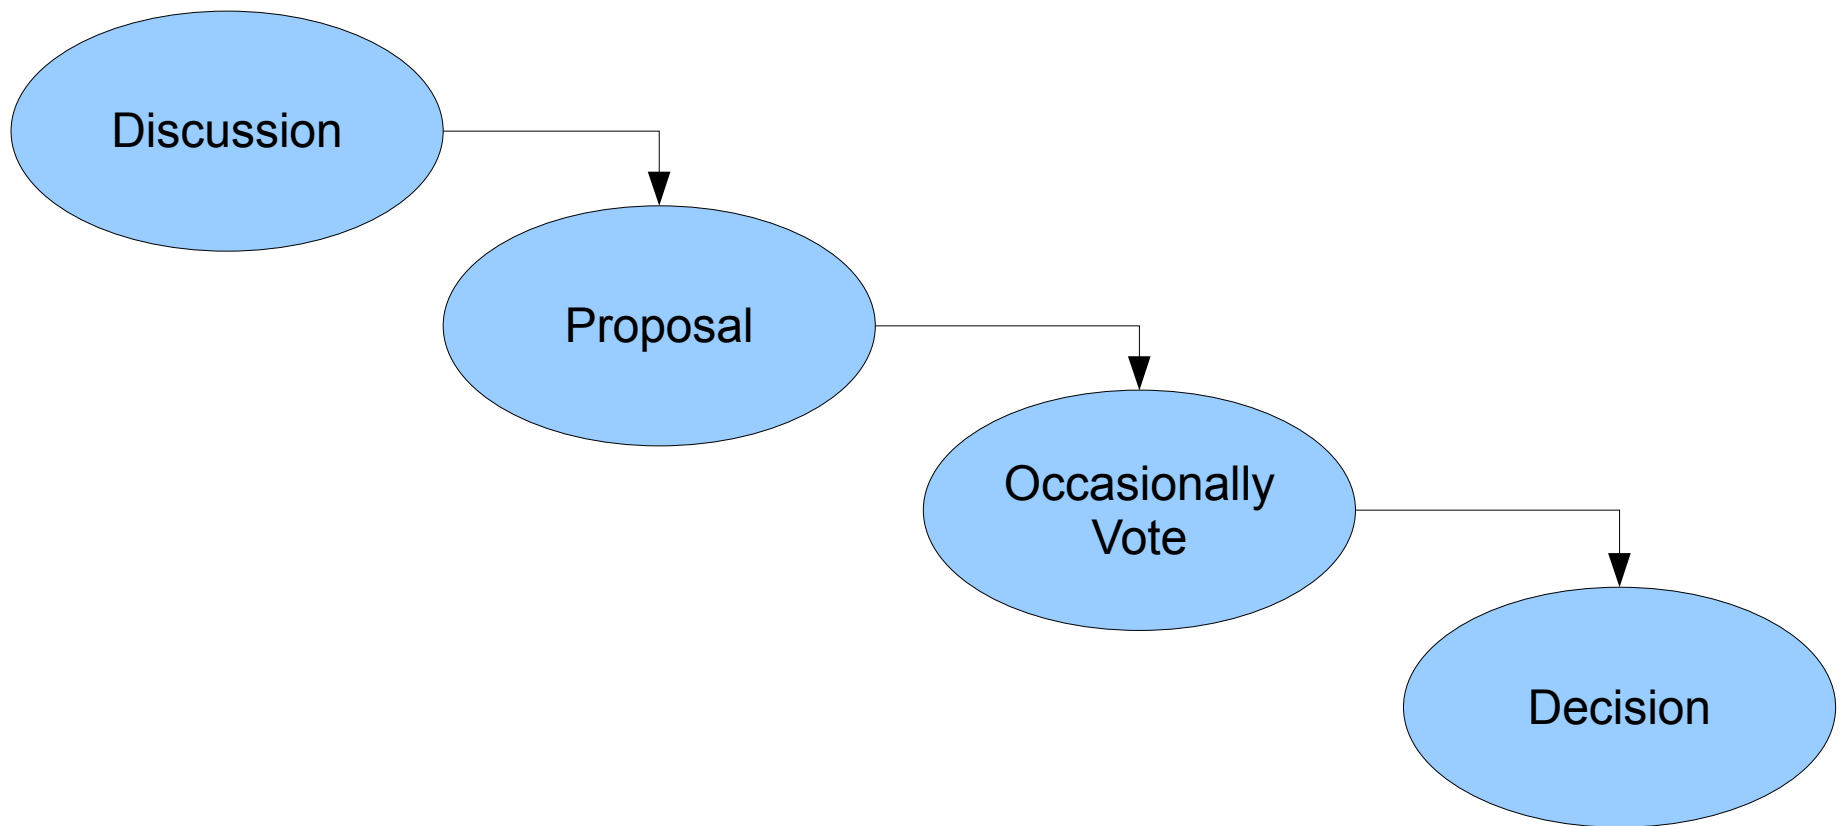 Discussion
Proposal
Occasionally
Vote
Decision